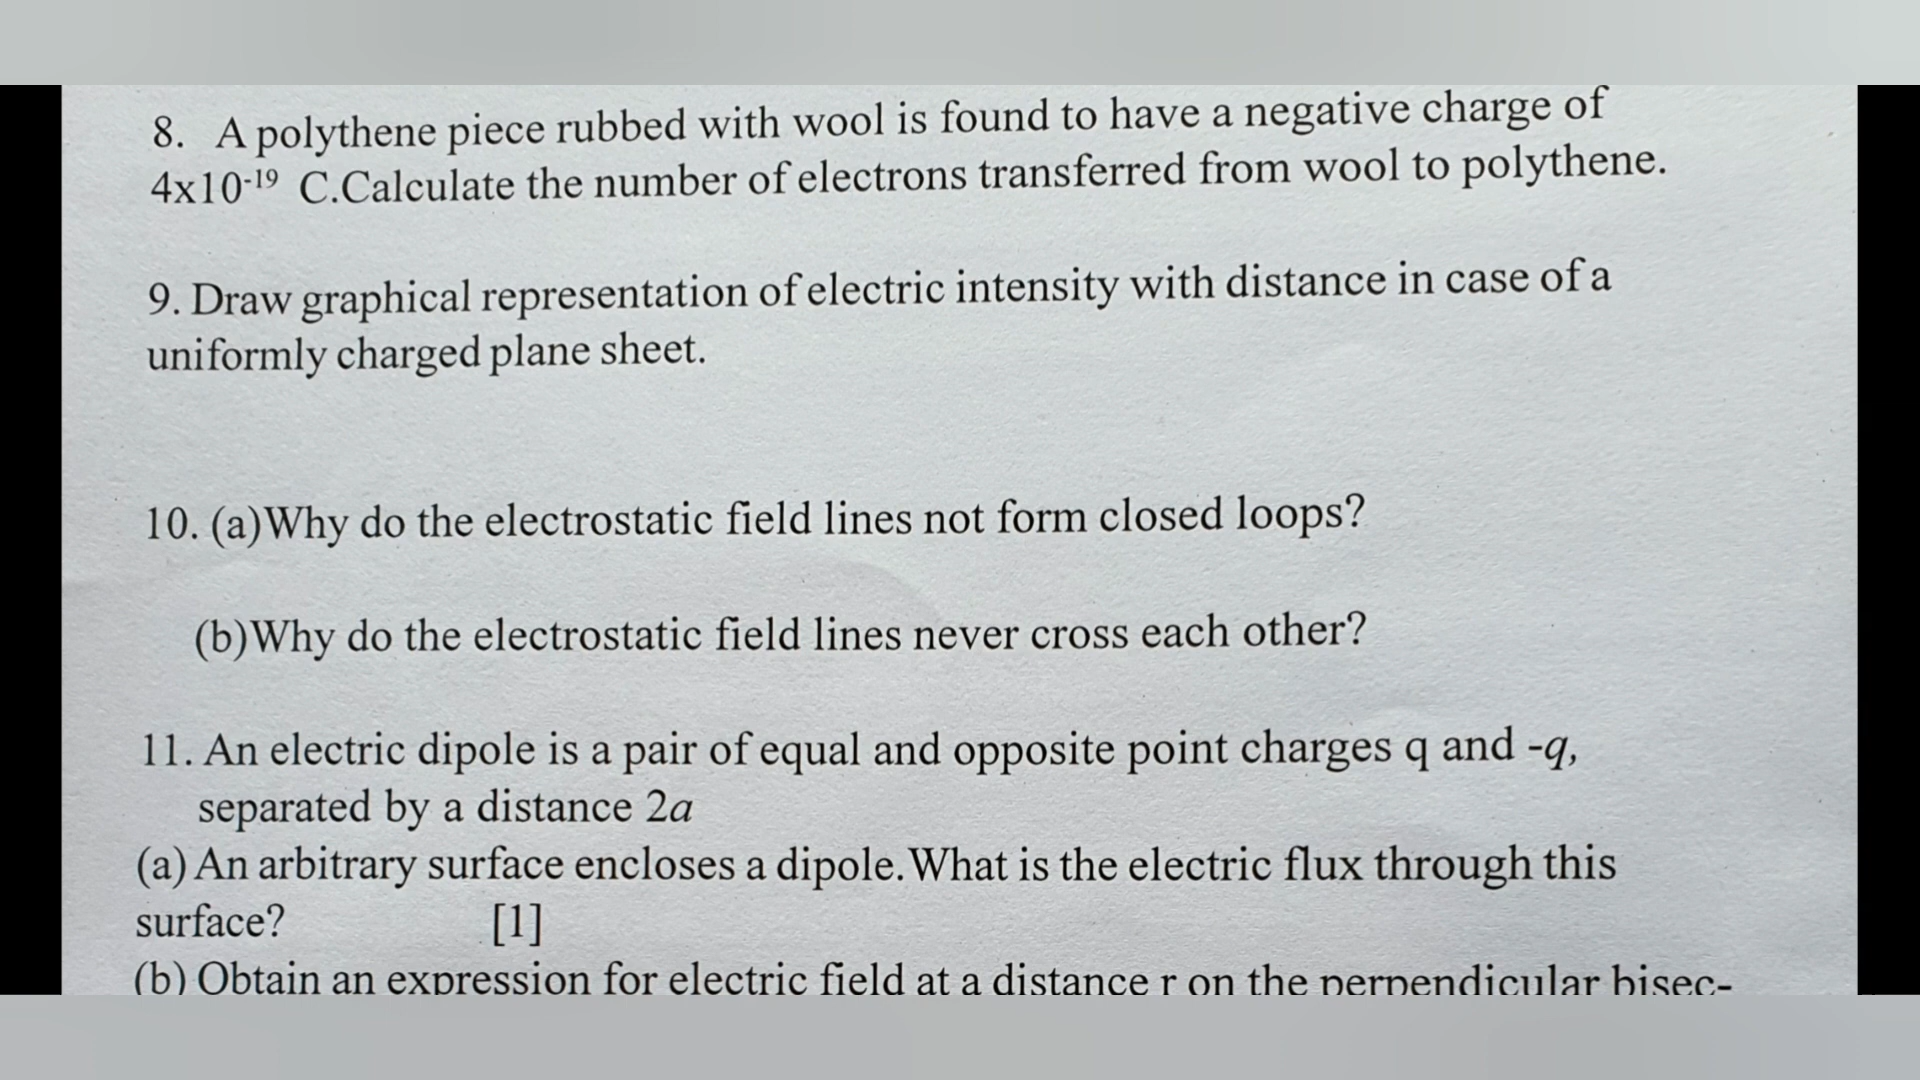 8. A polythene piece rubbed with wool is found to have a negative charge of
4x10⁻¹⁹ C.Calculate the number of electrons transferred from wool to polythene.
9. Draw graphical representation of electric intensity with distance in case of a
uniformly charged plane sheet.
10. (a)Why do the electrostatic field lines not form closed loops?
(b)Why do the electrostatic field lines never cross each other?
11. An electric dipole is a pair of equal and opposite point charges q and -q,
separated by a distance 2a
(a) An arbitrary surface encloses a dipole.What is the electric flux through this
surface? [1]
(b) Obtain an expression for electric field at a distance r on the perpendicular bisec-